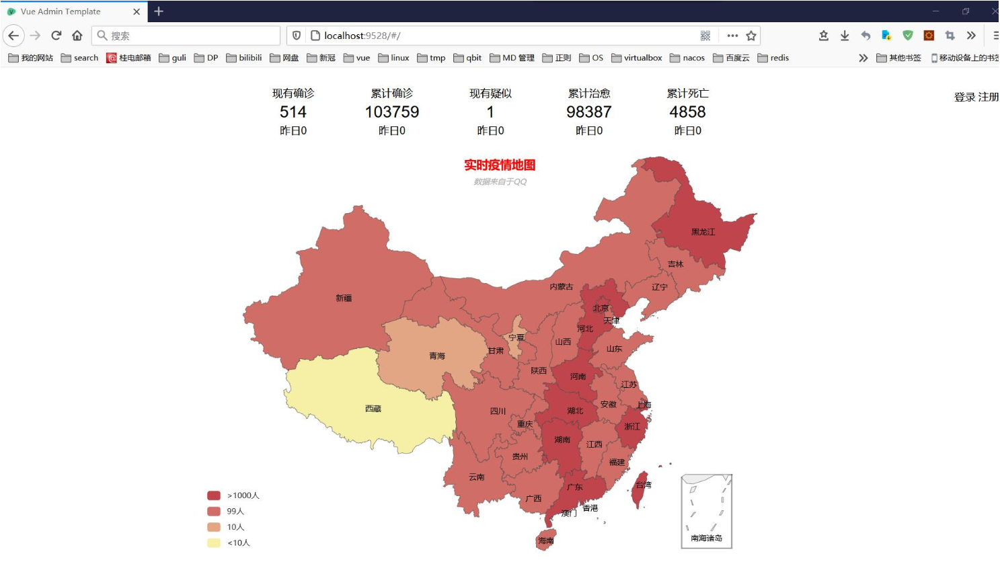 Vue Admin Template
搜索
localhost:9528/#/
我的网站 search 桂电邮箱 guli DP bilibili 网盘 新冠 vue linux tmp qbit MD 管理 正则 OS virtualbox nacos 百度云 redis 其他书签 移动设备上的书签
现有确诊 累计确诊 现有疑似 累计治愈 累计死亡
登录 注册
514 103759 1 98387 4858
昨日0 昨日0 昨日0 昨日0 昨日0
实时疫情地图
数据来自于QQ
黑龙江
吉林
内蒙古
辽宁
新疆
北京
天津
河北
宁夏
山西
山东
甘肃
青海
陕西
河南
江苏
安徽
上海
西藏
四川
湖北
重庆
浙江
湖南
江西
贵州
福建
云南
台湾
广东
广西
香港
澳门
南海诸岛
海南
>1000人
99人
10人
<10人